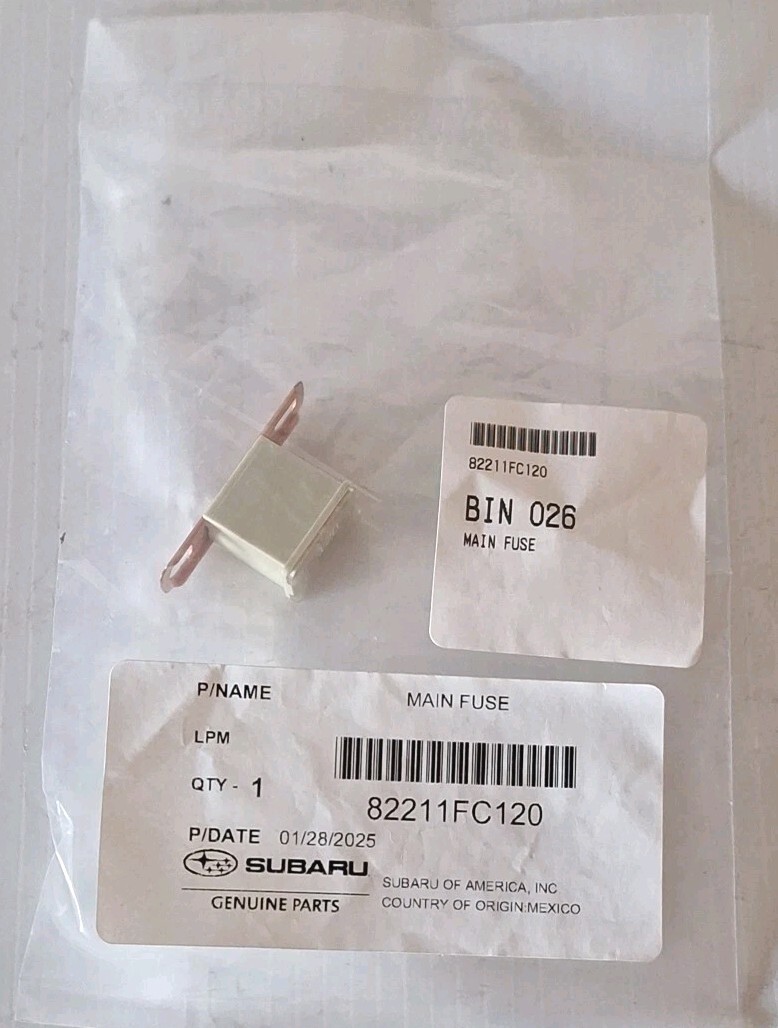 82211FC120
BIN 026
MAIN FUSE
P/NAME MAIN FUSE
LPM
QTY - 1
82211FC120
P/DATE 01/28/2025
SUBARU
GENUINE PARTS
SUBARU OF AMERICA, INC
COUNTRY OF ORIGIN:MEXICO